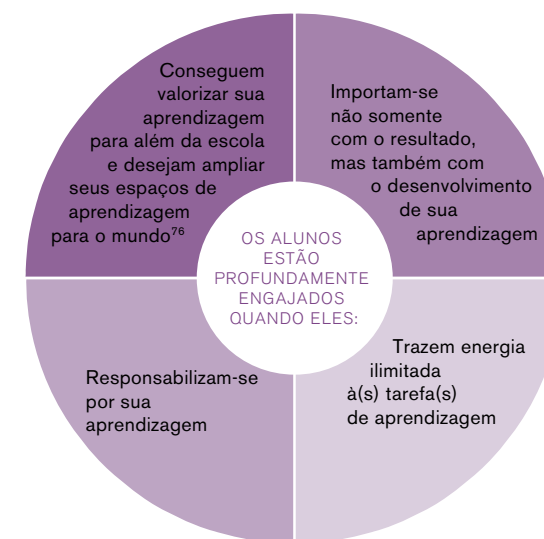 Conseguem
valorizar sua
aprendizagem
para além da escola
e desejam ampliar
seus espaços de
aprendizagem
para o mundo⁷⁶
Importam-se
não somente
com o resultado,
mas também com
o desenvolvimento
de sua
aprendizagem
OS ALUNOS
ESTÃO
PROFUNDAMENTE
ENGAJADOS
QUANDO ELES:
Responsabilizam-se
por sua
aprendizagem
Trazem energia
ilimitada
à(s) tarefa(s)
de aprendizagem